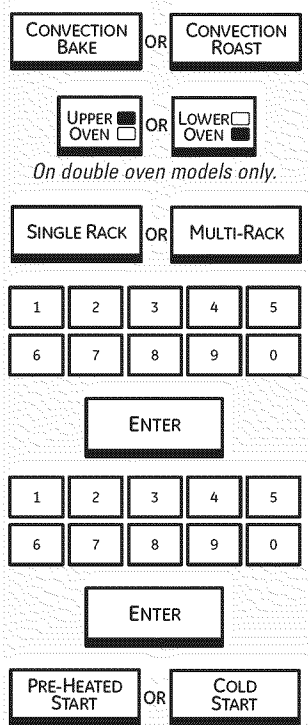 CONVECTION BAKE OR CONVECTION ROAST
UPPER OVEN OR LOWER OVEN
On double oven models only.
SINGLE RACK OR MULTI-RACK
1 2 3 4 5
6 7 8 9 0
ENTER
1 2 3 4 5
6 7 8 9 0
ENTER
PRE-HEATED START OR COLD START